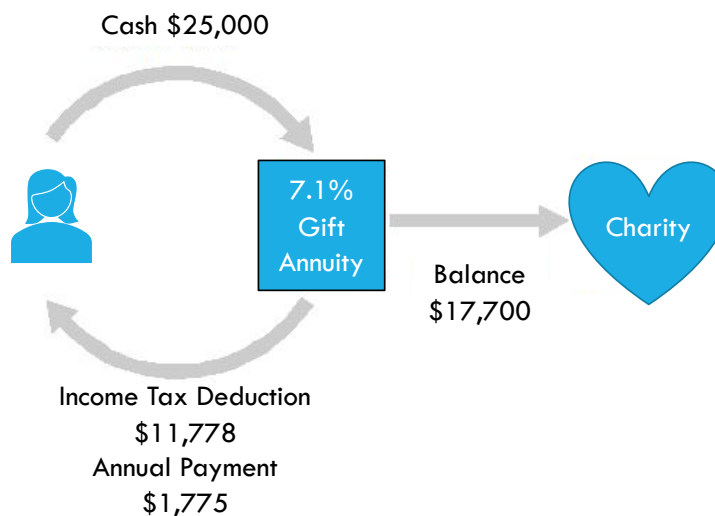 Cash $25,000
7.1%
Gift
Annuity
Charity
Balance
$17,700
Income Tax Deduction
$11,778
Annual Payment
$1,775